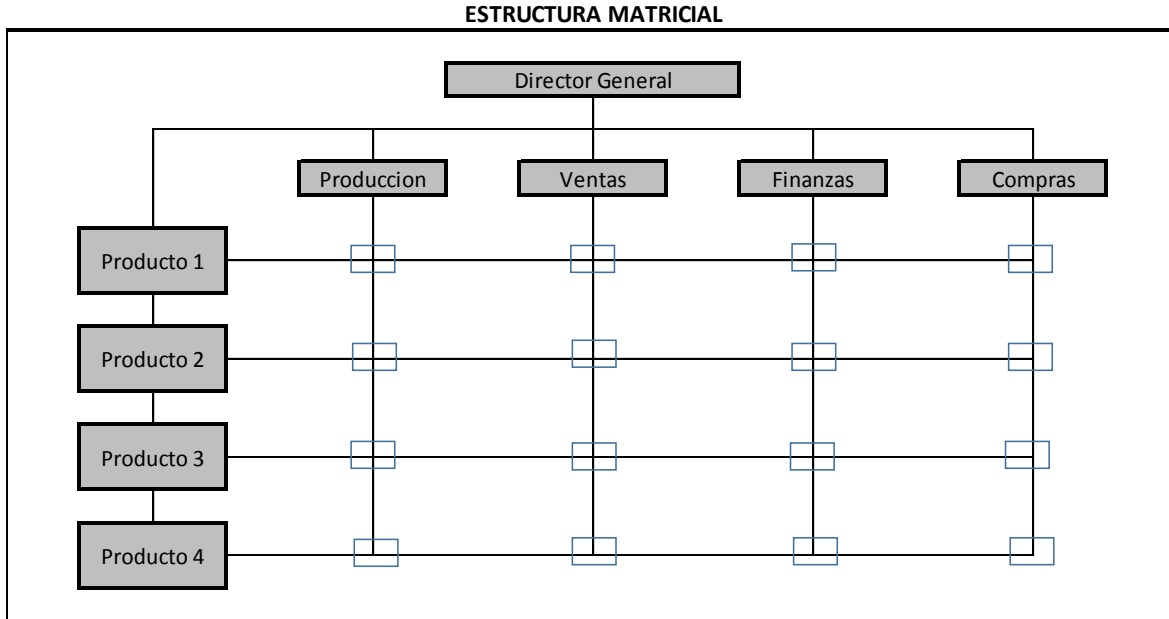 ESTRUCTURA MATRICIAL
Director General
Produccion
Ventas
Finanzas
Compras
Producto 1
Producto 2
Producto 3
Producto 4